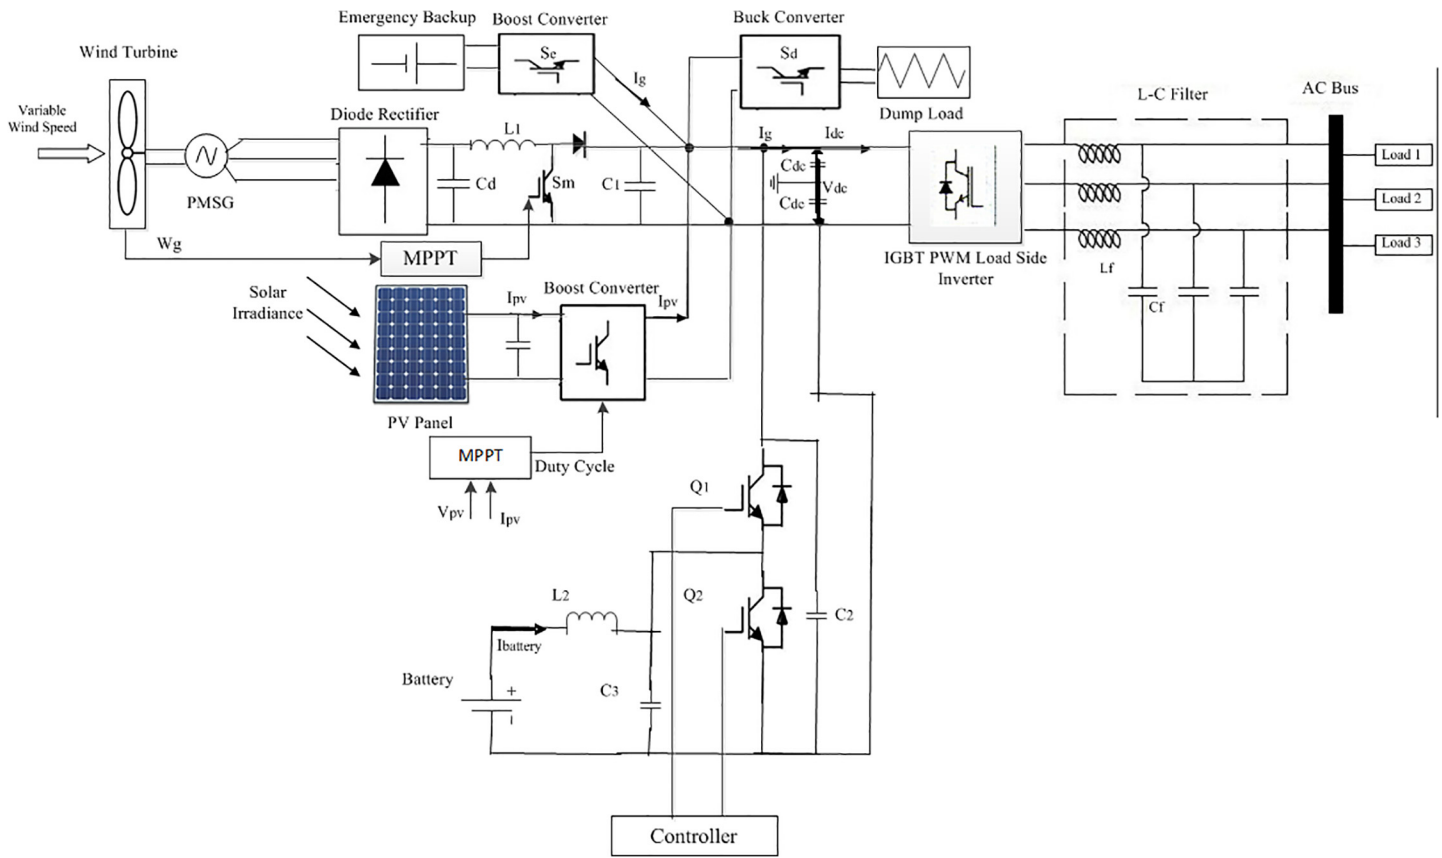 Emergency Backup
Boost Converter
Buck Converter
Wind Turbine
Se
Sd
Ig
Variable
Wind Speed
Diode Rectifier
Dump Load
L-C Filter
AC Bus
L1
Ig
Idc
Cdc
Vdc
Cdc
Load 1
Cd
Sm
C1
PMSG
Load 2
Wg
MPPT
IGBT PWM Load Side
Inverter
Lf
Load 3
Solar
Irradiance
Ipv
Boost Converter
Ipv
Cf
PV Panel
MPPT
Duty Cycle
Vpv
Ipv
Q1
L2
Q2
C2
Ibattery
Battery
+
C3
Controller